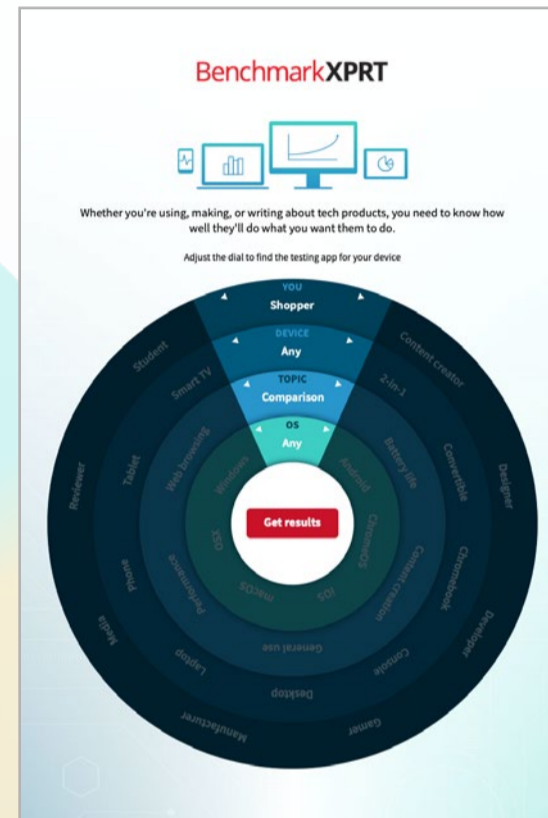 BenchmarkXPRT
Whether you're using, making, or writing about tech products, you need to know how
well they'll do what you want them to do.
Adjust the dial to find the testing app for your device
YOU
Shopper
DEVICE
Any
TOPIC
Comparison
OS
Any
Get results
Student
Content creator
Designer
Developer
Gamer
Manufacturer
Media
Reviewer
Smart TV
2-in-1
Convertible
Chromebook
Console
Desktop
Laptop
Phone
Tablet
Web browsing
Battery life
Content creation
General use
Performance
Windows
Android
ChromeOS
iOS
macOS
OSX